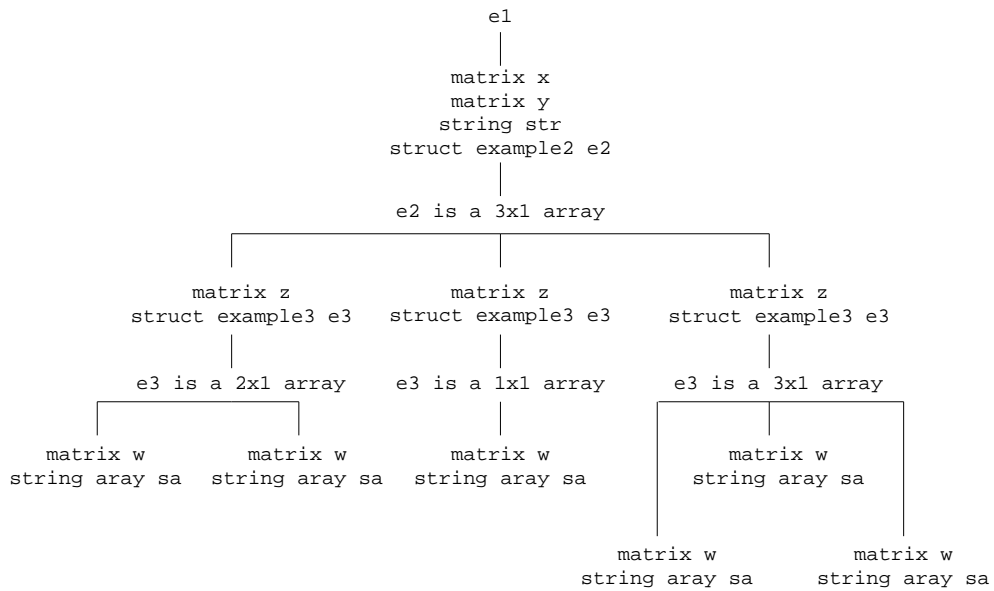 e1
matrix x
matrix y
string str
struct example2 e2
e2 is a 3x1 array
matrix z
struct example3 e3
matrix z
struct example3 e3
matrix z
struct example3 e3
e3 is a 2x1 array
e3 is a 1x1 array
e3 is a 3x1 array
matrix w
string aray sa
matrix w
string aray sa
matrix w
string aray sa
matrix w
string aray sa
matrix w
string aray sa
matrix w
string aray sa